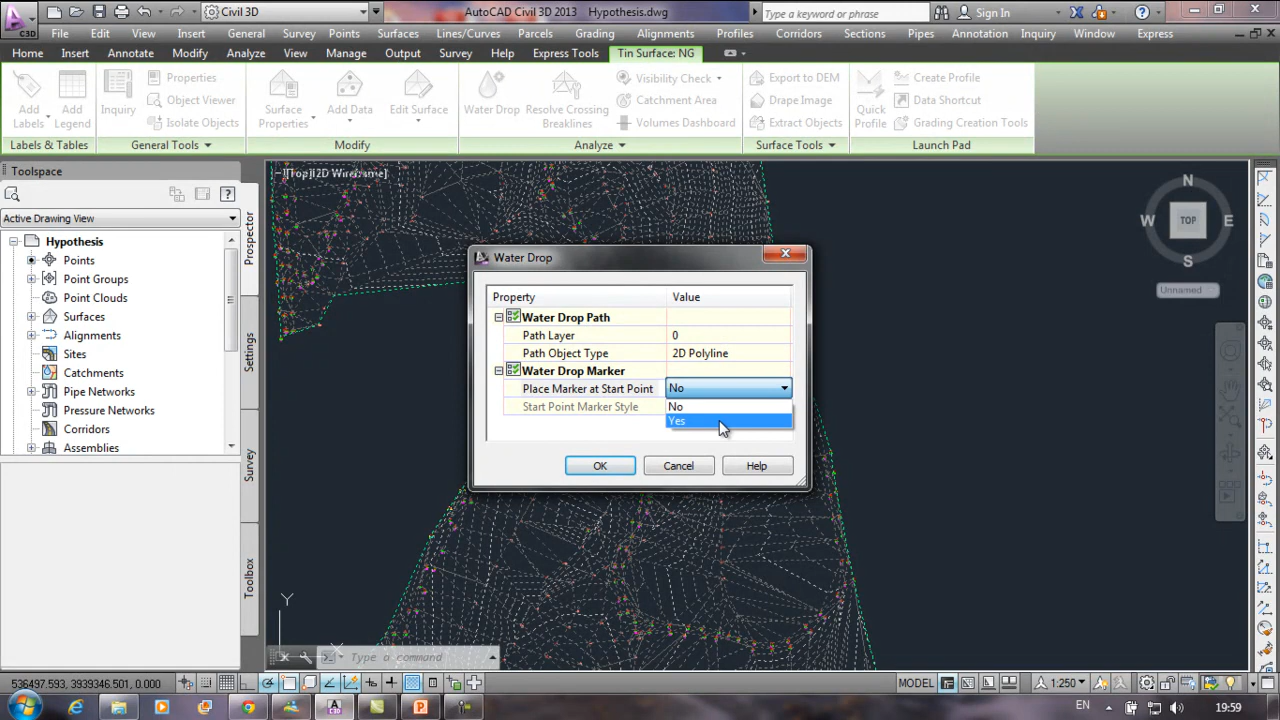 C3D
Civil 3D
AutoCAD Civil 3D 2013 Hypothesis.dwg
Type a keyword or phrase
Sign In
File Edit View Insert General Survey Points Surfaces Lines/Curves Parcels Grading Alignments Profiles Corridors Sections Pipes Annotation Inquiry Window Express
Home Insert Annotate Modify Analyze View Manage Output Survey Help Express Tools Tin Surface: NG
Add Labels
Add Legend
Inquiry
Properties
Object Viewer
Isolate Objects
Surface Properties
Add Data
Edit Surface
Water Drop
Resolve Crossing Breaklines
Visibility Check
Catchment Area
Volumes Dashboard
Export to DEM
Drape Image
Extract Objects
Quick Profile
Create Profile
Data Shortcut
Grading Creation Tools
Labels & Tables
General Tools
Modify
Analyze
Surface Tools
Launch Pad
Toolspace
Active Drawing View
Hypothesis
Points
Point Groups
Point Clouds
Surfaces
Alignments
Sites
Catchments
Pipe Networks
Pressure Networks
Corridors
Assemblies
Prospector
Settings
Survey
Toolbox
[Top][2D Wireframe]
N
W TOP E
S
Unnamed
Water Drop
Property Value
Water Drop Path
Path Layer 0
Path Object Type 2D Polyline
Water Drop Marker
Place Marker at Start Point No
Start Point Marker Style No
Yes
OK Cancel Help
Y
X
Type a command
536497.593, 3939346.501, 0.000
MODEL
1:250
EN
19:59